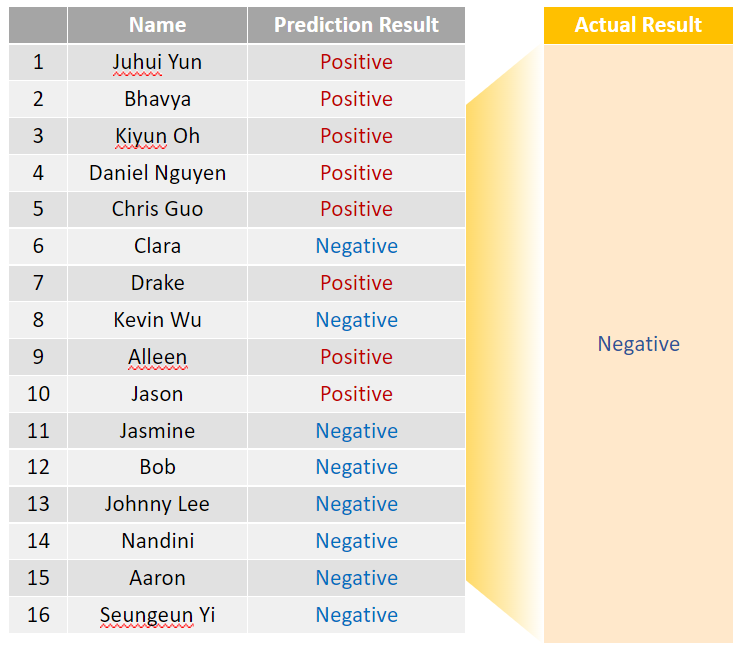 Name Prediction Result Actual Result
1 Juhui Yun Positive
2 Bhavya Positive
3 Kiyun Oh Positive
4 Daniel Nguyen Positive
5 Chris Guo Positive
6 Clara Negative
7 Drake Positive
8 Kevin Wu Negative
9 Alleen Positive
10 Jason Positive
11 Jasmine Negative
12 Bob Negative
13 Johnny Lee Negative
14 Nandini Negative
15 Aaron Negative
16 Seungeun Yi Negative
Negative